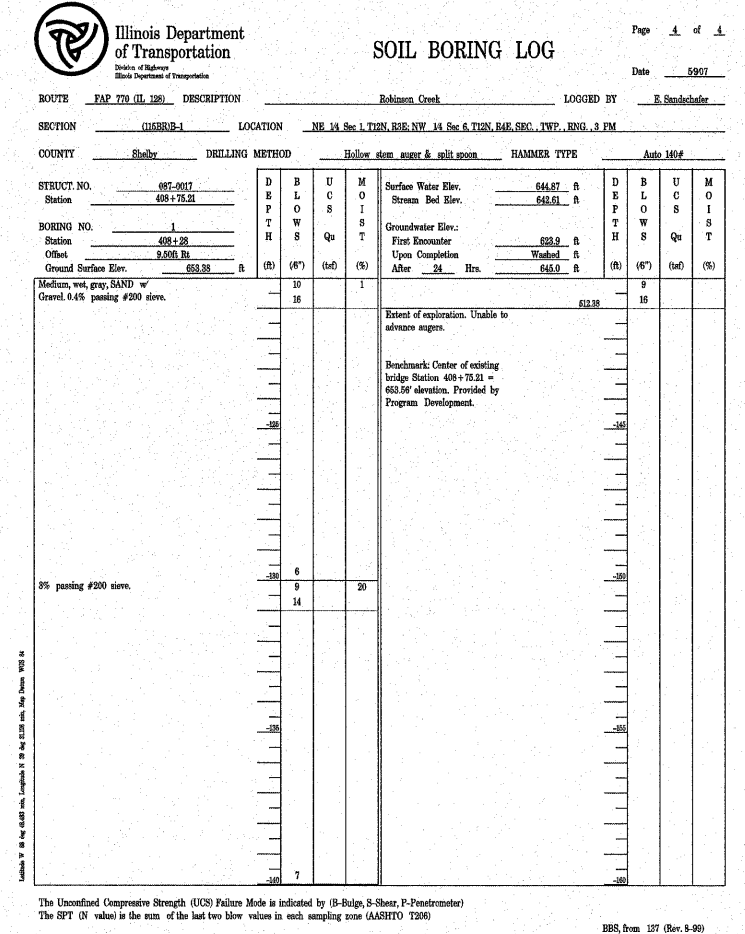 Illinois Department
of Transportation
Division of Highways
Illinois Department of Transportation
SOIL BORING LOG
Page 4 of 4
Date 5907
ROUTE FAP 770 (IL 128) DESCRIPTION Robinson Creek LOGGED BY E. Sandschafer
SECTION (115BR)B-1 LOCATION NE 1/4 Sec 1, T12N, R3E; NW 1/4 Sec 6, T12N, R4E, SEC. , TWP. , RNG. , 3 PM
COUNTY Shelby DRILLING METHOD Hollow stem auger & split spoon HAMMER TYPE Auto 140#
STRUCT. NO. 087-0017
Station 408+75.21
BORING NO. 1
Station 408+28
Offset 9.50ft Rt
Ground Surface Elev. 653.38 ft
DEPTH (ft)
BLOWS (/6")
UCS Qu (tsf)
MOIST (%)
Surface Water Elev. 644.87 ft
Stream Bed Elev. 642.61 ft
Groundwater Elev.:
First Encounter 623.9 ft
Upon Completion Washed ft
After 24 Hrs. 645.0 ft
DEPTH (ft)
BLOWS (/6")
UCS Qu (tsf)
MOIST (%)
Medium, wet, gray, SAND w/ 10 1
Gravel. 0.4% passing #200 sieve. 16
-125
-130 6
3% passing #200 sieve. 9 20
14
-135
-140 7
9
512.38 16
Extent of exploration. Unable to
advance augers.
Benchmark: Center of existing
bridge Station 408+75.21 =
653.56' elevation. Provided by
Program Development.
-145
-150
-155
-160
The Unconfined Compressive Strength (UCS) Failure Mode is indicated by (B-Bulge, S-Shear, P-Penetrometer)
The SPT (N value) is the sum of the last two blow values in each sampling zone (AASHTO T206)
BBS, from 137 (Rev. 8-99)